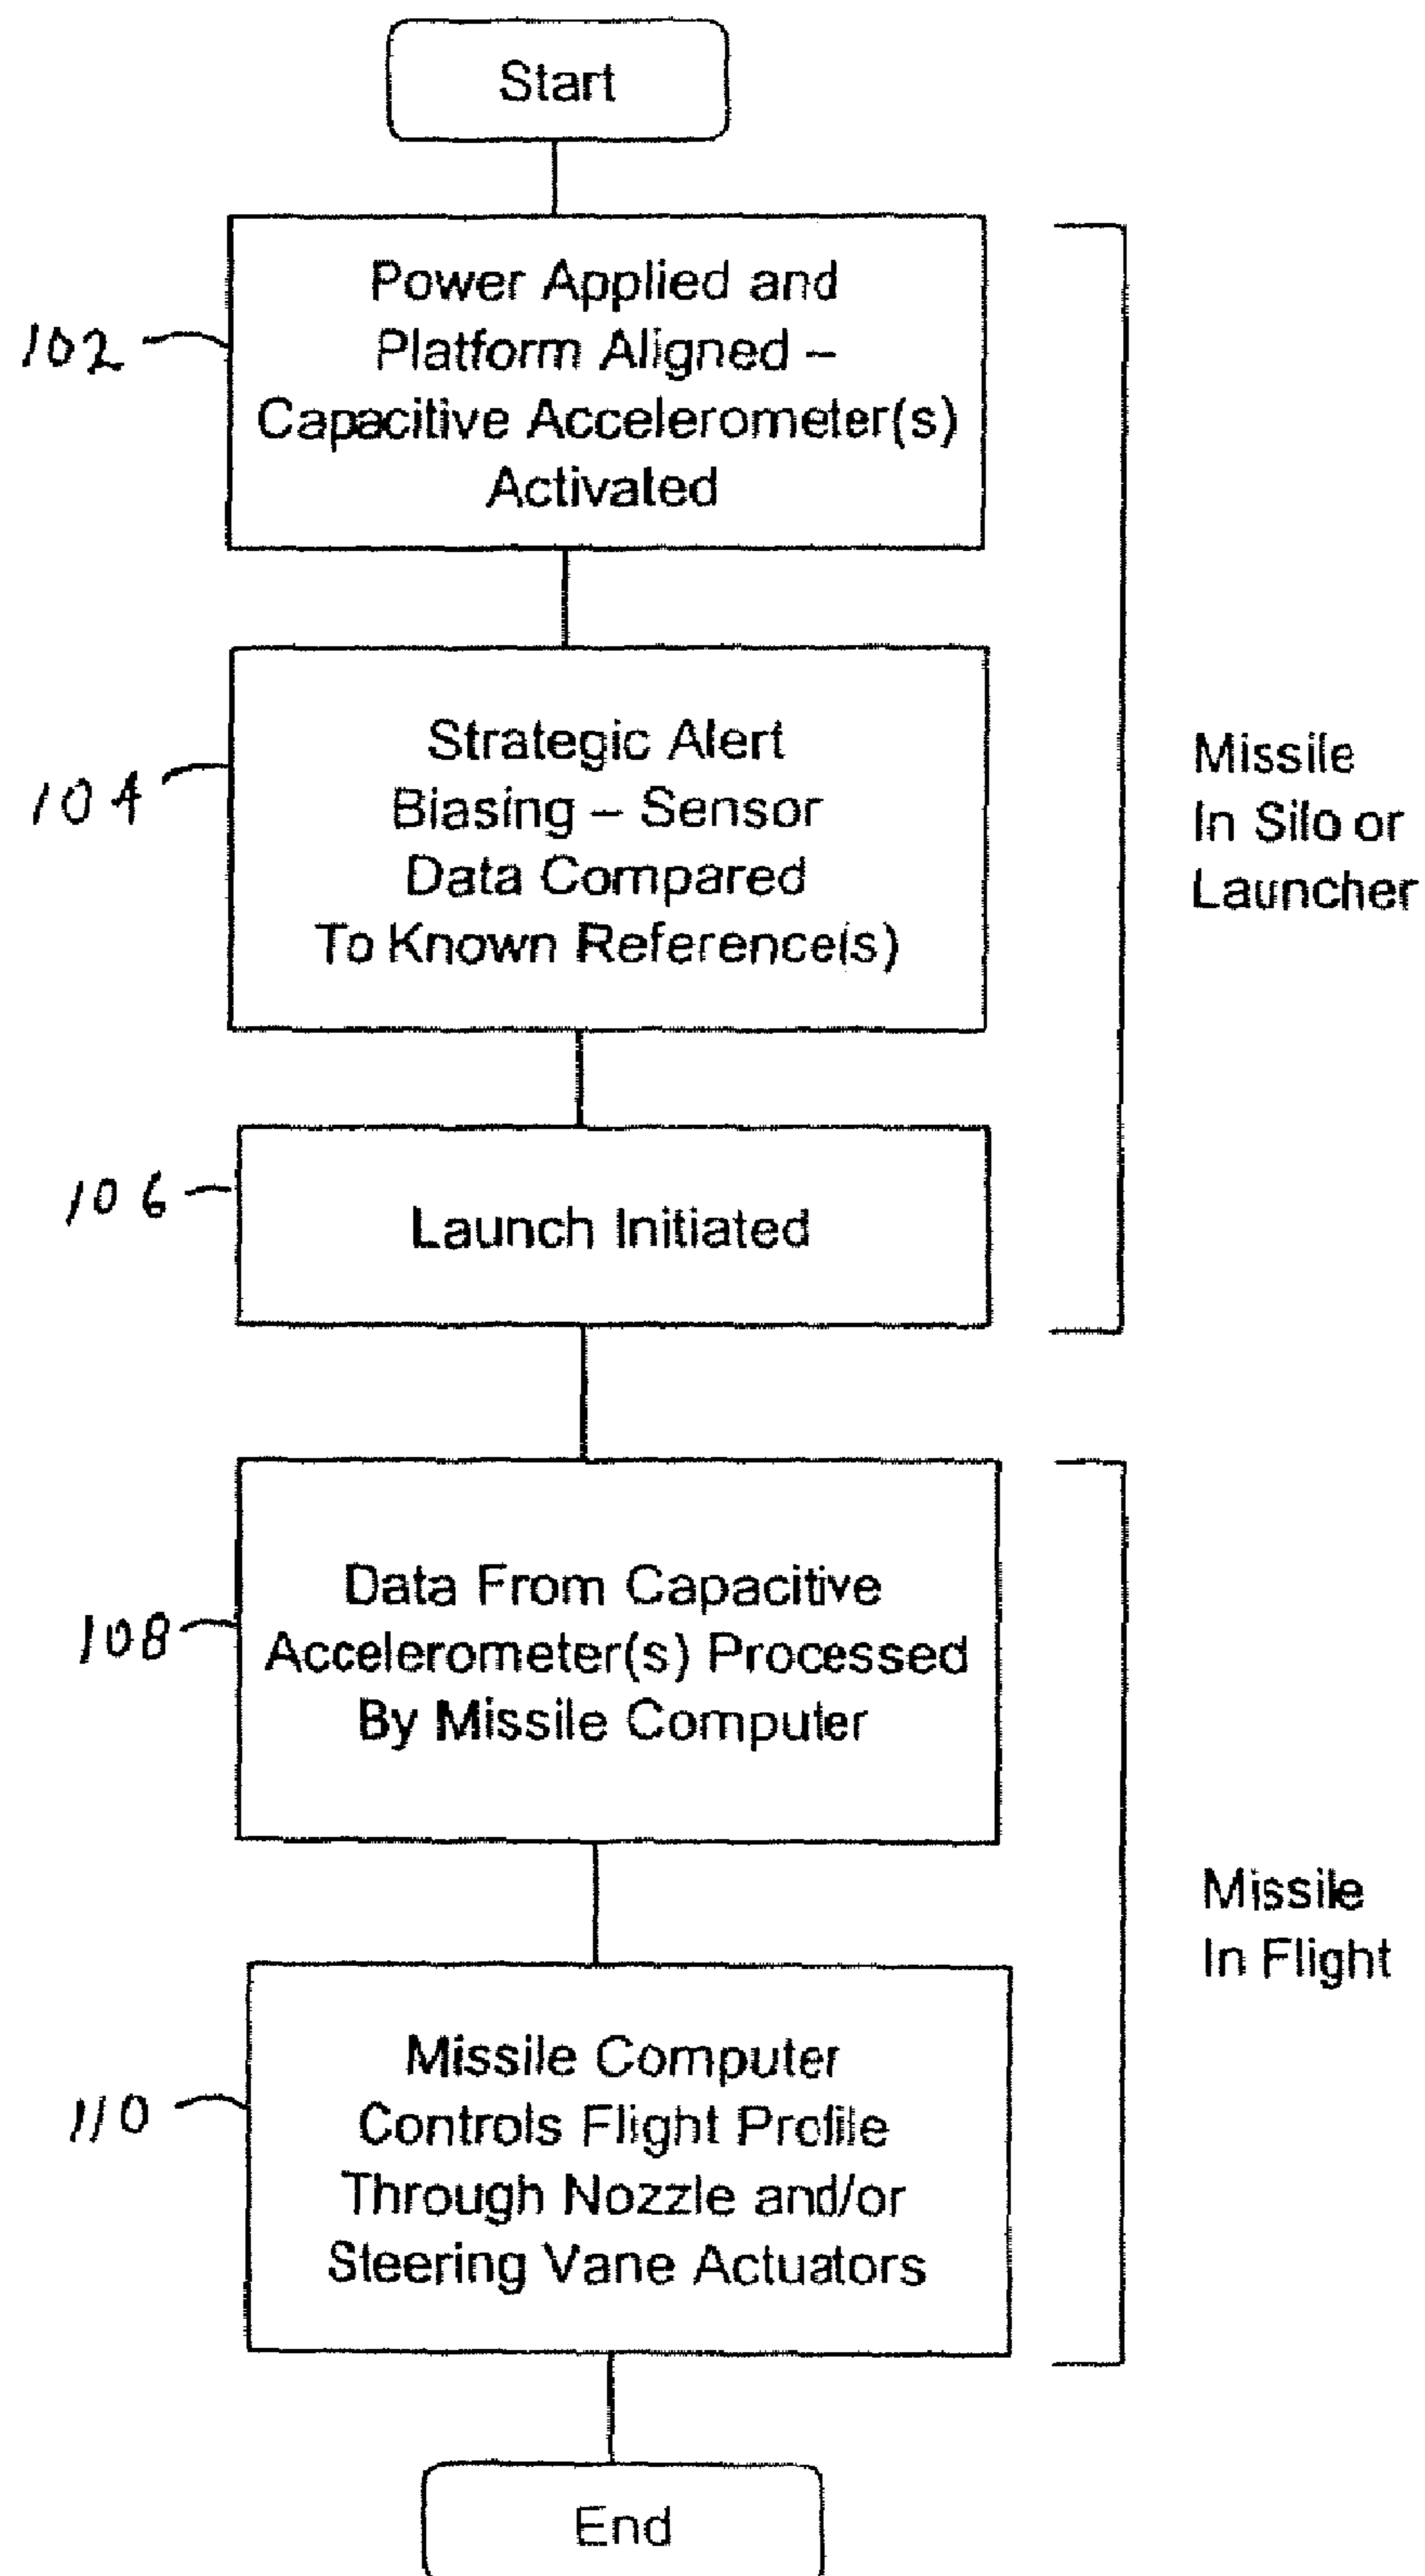 Start
102
Power Applied and
Platform Aligned –
Capacitive Accelerometer(s)
Activated
104
Strategic Alert
Biasing – Sensor
Data Compared
To Known Reference(s)
Missile
In Silo or
Launcher
106
Launch Initiated
108
Data From Capacitive
Accelerometer(s) Processed
By Missile Computer
Missile
In Flight
110
Missile Computer
Controls Flight Profile
Through Nozzle and/or
Steering Vane Actuators
End